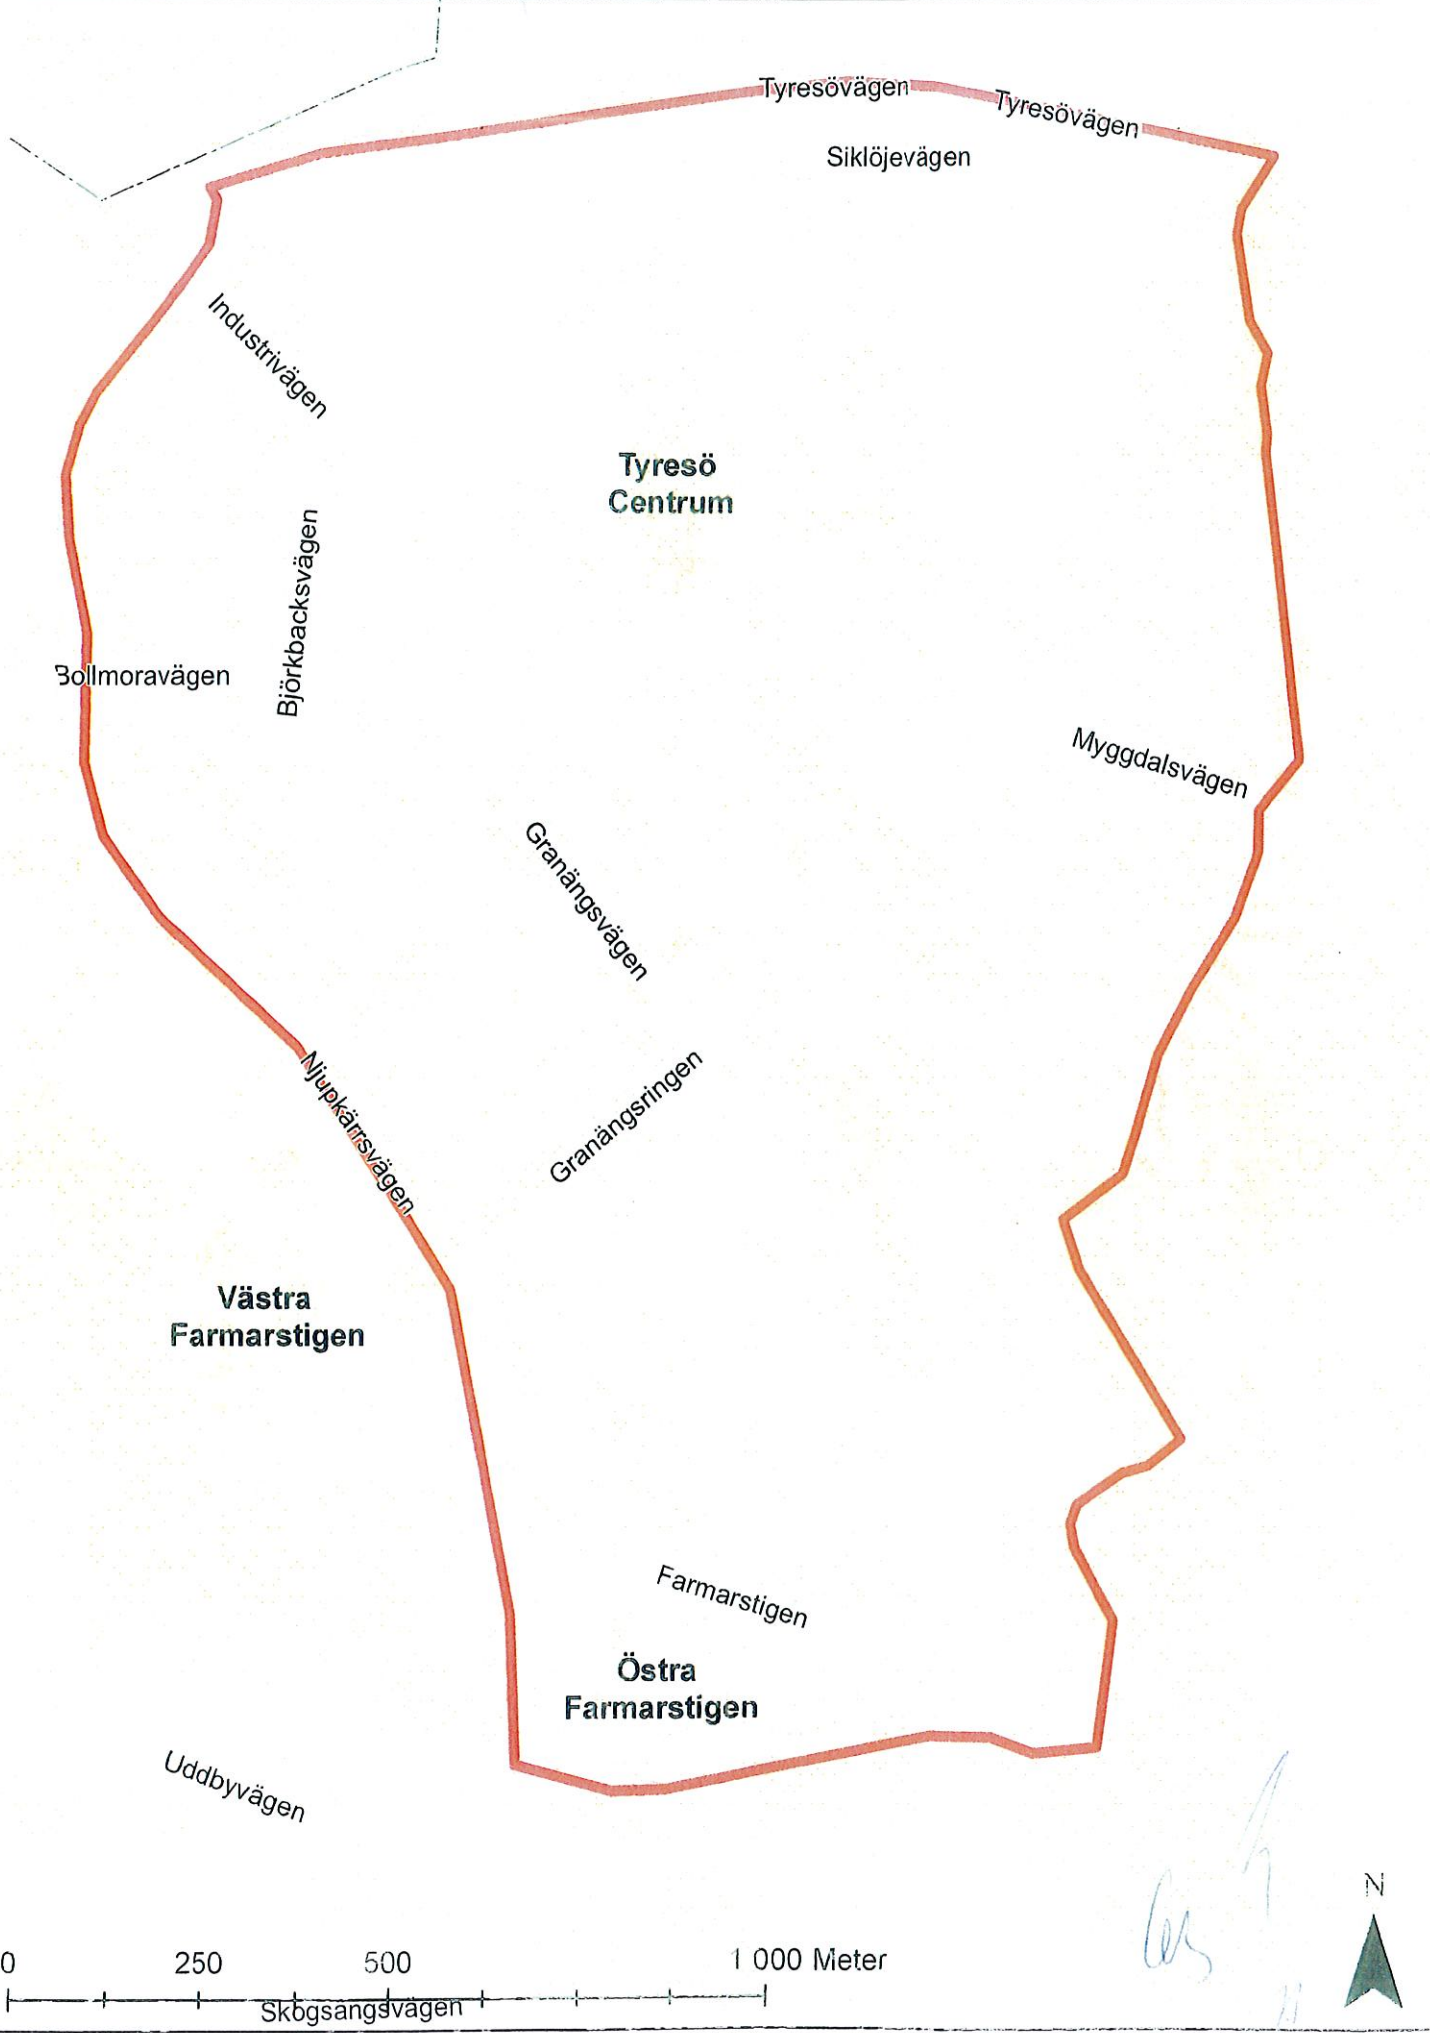 Tyresövägen
Tyresövägen
Siklöjevägen
Industrivägen
Tyresö
Centrum
Björkbacksvägen
Bollmoravägen
Myggdalsvägen
Granängsvägen
Granängsringen
Njupkärrsvägen
Västra
Farmarstigen
Farmarstigen
Östra
Farmarstigen
Uddbyvägen
N
0 250 500 1 000 Meter
Skogsängsvägen